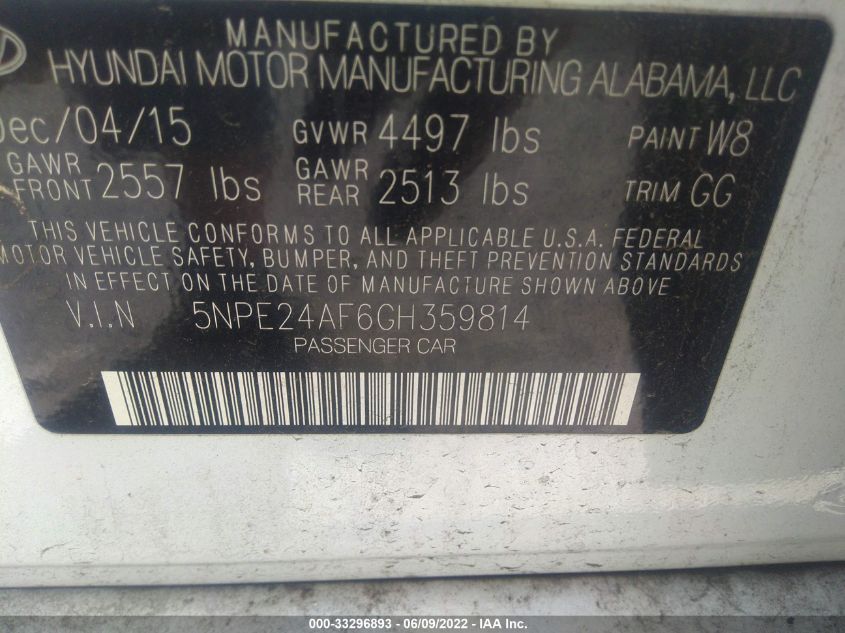 MANUFACTURED BY
HYUNDAI MOTOR MANUFACTURING ALABAMA, LLC
Dec/04/15 GVWR 4497 lbs PAINT W8
GAWR FRONT 2557 lbs GAWR REAR 2513 lbs TRIM GG
THIS VEHICLE CONFORMS TO ALL APPLICABLE U.S.A. FEDERAL
MOTOR VEHICLE SAFETY, BUMPER, AND THEFT PREVENTION STANDARDS
IN EFFECT ON THE DATE OF MANUFACTURE SHOWN ABOVE
V.I.N 5NPE24AF6GH359814
PASSENGER CAR
000-33296893 - 06/09/2022 - IAA Inc.